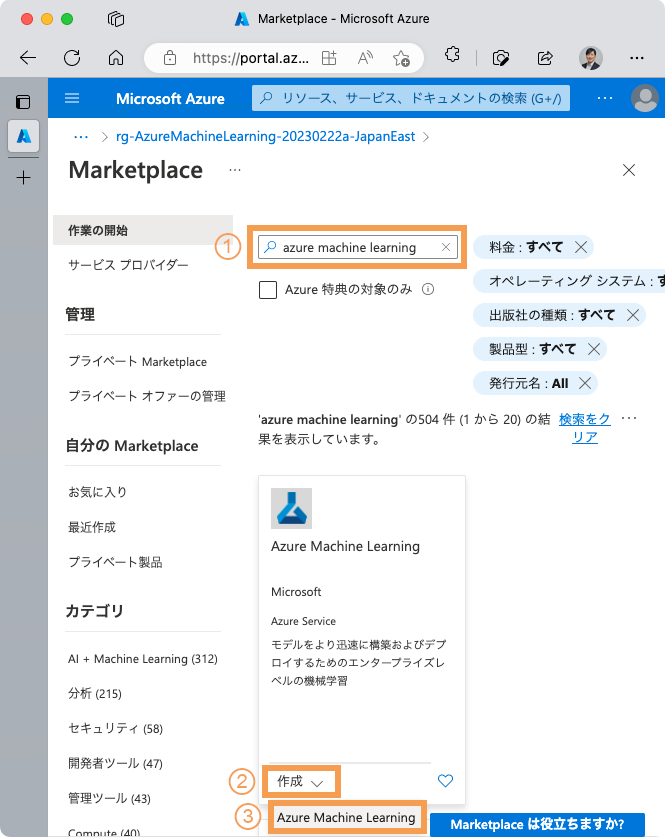 Marketplace - Microsoft Azure
https://portal.az...
Microsoft Azure
リソース、サービス、ドキュメントの検索 (G+/)
...
...
rg-AzureMachineLearning-20230222a-JapanEast
Marketplace
...
作業の開始
サービス プロバイダー
管理
プライベート Marketplace
プライベート オファーの管理
自分の Marketplace
お気に入り
最近作成
プライベート製品
カテゴリ
AI + Machine Learning (312)
分析 (215)
セキュリティ (58)
開発者ツール (47)
管理ツール (43)
Compute (40)
1
azure machine learning
Azure 特典の対象のみ
料金 : すべて
オペレーティング システム : す
出版社の種類 : すべて
製品型 : すべて
発行元名 : All
'azure machine learning' の504 件 (1 から 20) の結
果を表示しています。
検索をク
リア
...
Azure Machine Learning
Microsoft
Azure Service
モデルをより迅速に構築およびデプ
ロイするためのエンタープライズレ
ベルの機械学習
2
作成
3
Azure Machine Learning
Marketplace は役立ちますか?